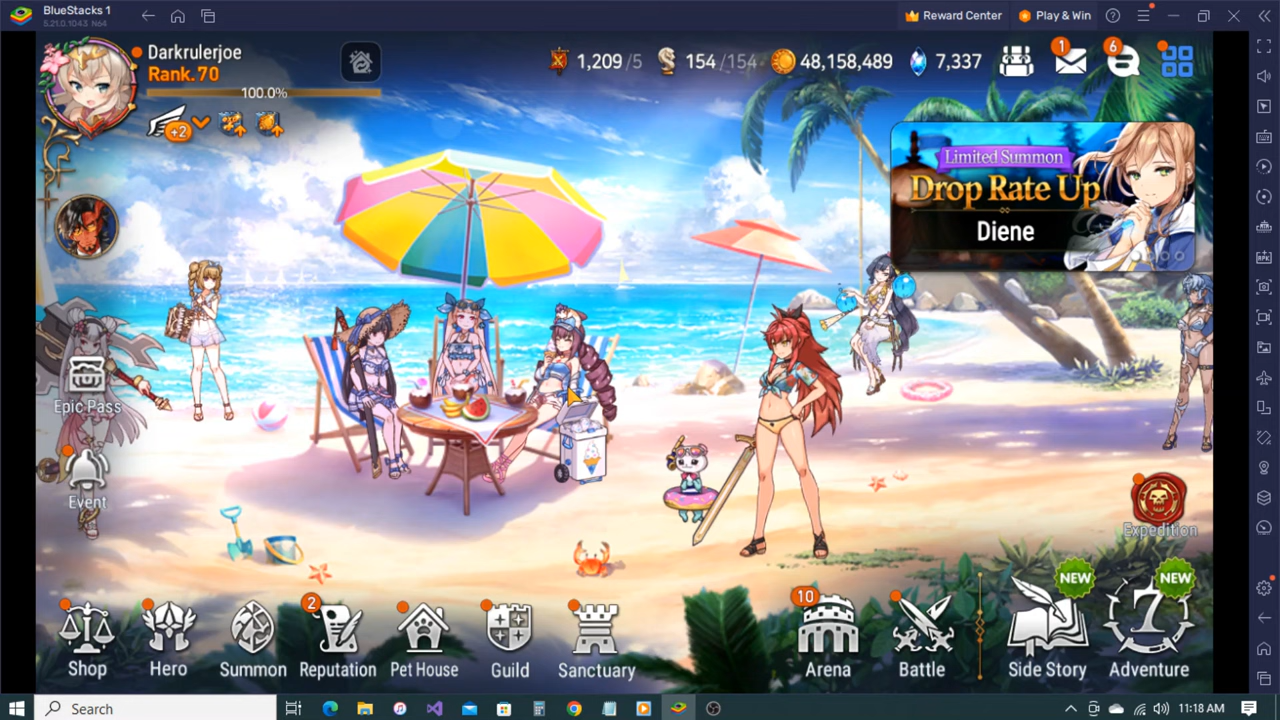 BlueStacks 1
5.21.0.1043 N64
Reward Center
Play & Win
Darkrulerjoe
Rank.70
100.0%
+2
1,209/5
154/154
48,158,489
7,337
1
6
Limited Summon
Drop Rate Up
Diene
Epic Pass
Event
Expedition
NEW
NEW
2
10
7
Shop
Hero
Summon
Reputation
Pet House
Guild
Sanctuary
Arena
Battle
Side Story
Adventure
Search
11:18 AM